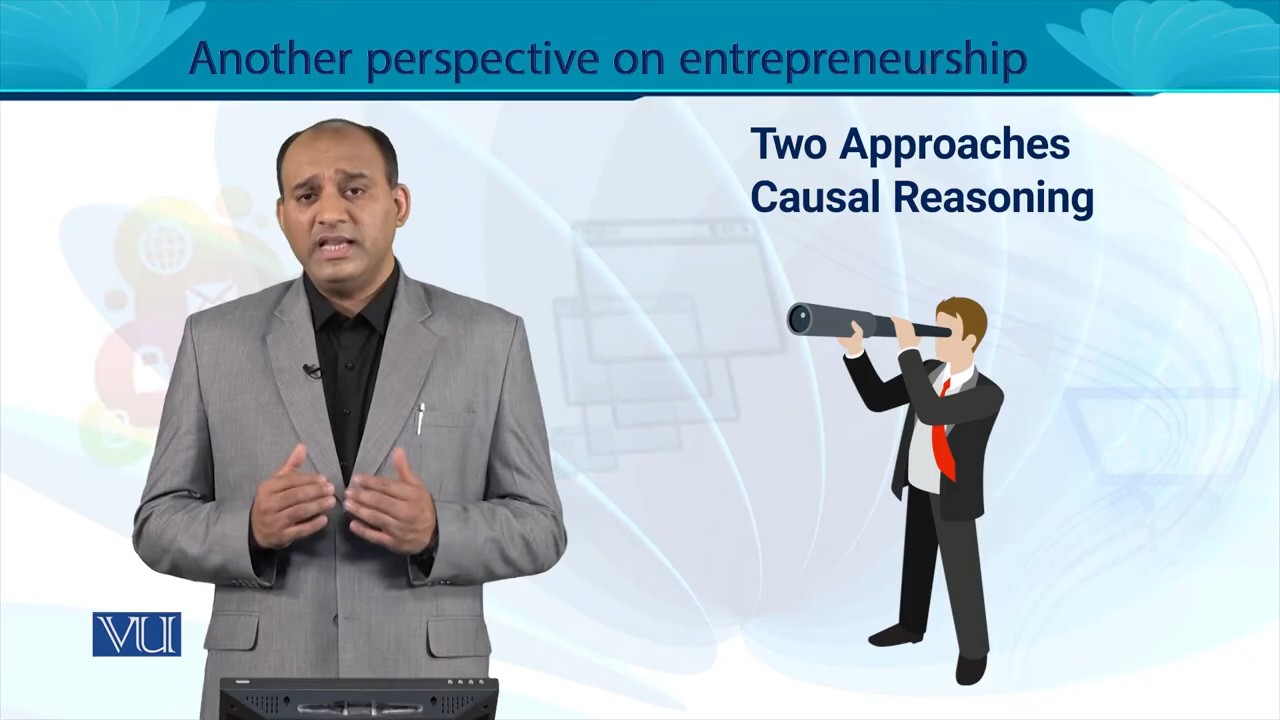 Another perspective on entrepreneurship
Two Approaches
Causal Reasoning
VU